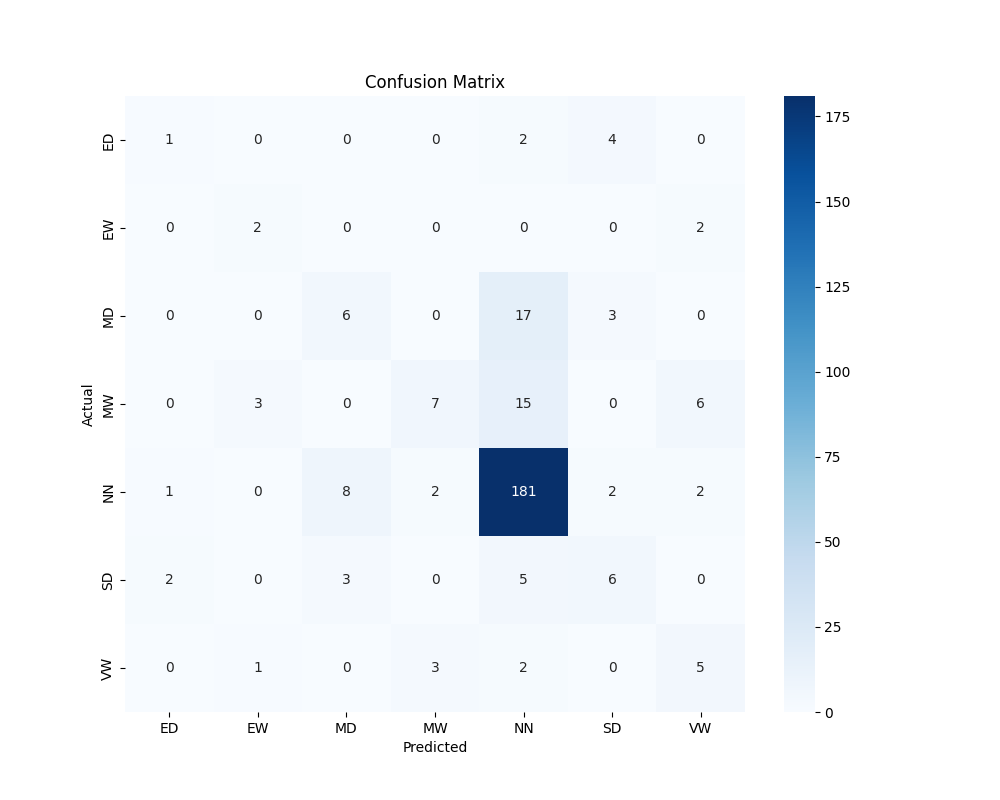 Confusion Matrix
ED 1 0 0 0 2 4 0
EW 0 2 0 0 0 0 2
MD 0 0 6 0 17 3 0
MW 0 3 0 7 15 0 6
NN 1 0 8 2 181 2 2
SD 2 0 3 0 5 6 0
VW 0 1 0 3 2 0 5
ED EW MD MW NN SD VW
Predicted
Actual
175
150
125
100
75
50
25
0